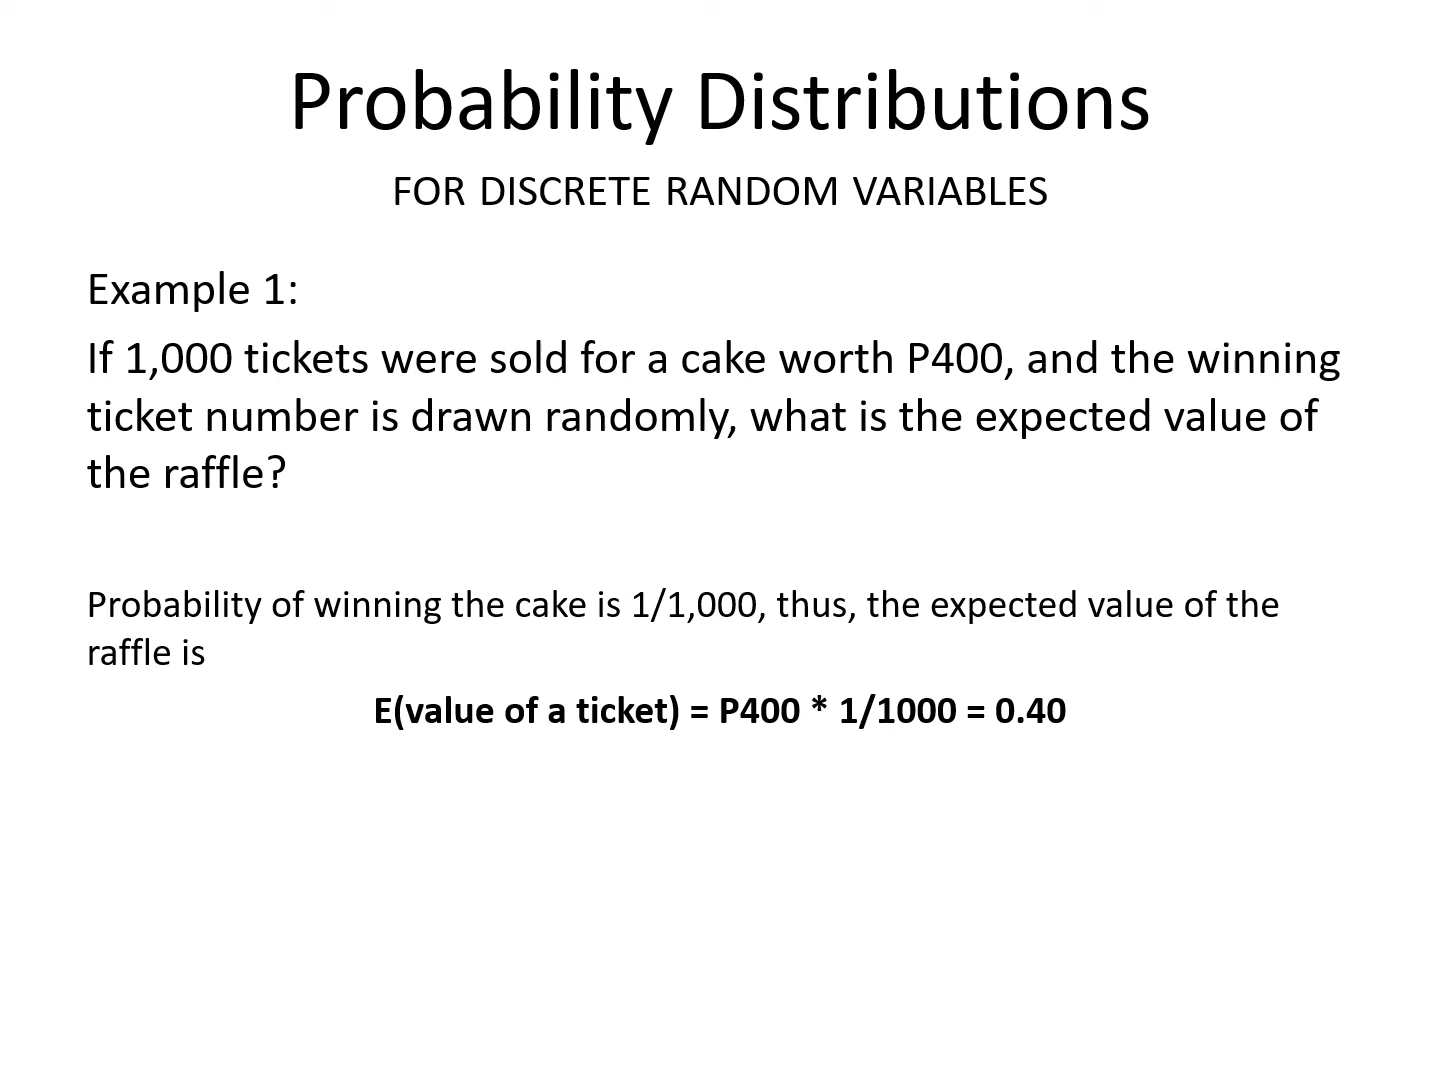 Probability Distributions
FOR DISCRETE RANDOM VARIABLES
Example 1:
If 1,000 tickets were sold for a cake worth P400, and the winning
ticket number is drawn randomly, what is the expected value of
the raffle?
Probability of winning the cake is 1/1,000, thus, the expected value of the
raffle is
E(value of a ticket) = P400 * 1/1000 = 0.40